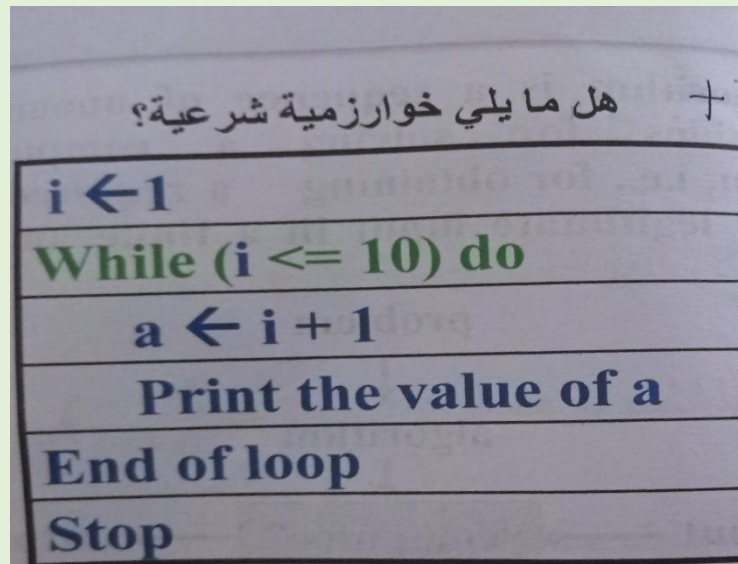 هل ما يلي خوارزمية شرعية؟
i ←1
While (i <= 10) do
a ← i + 1
Print the value of a
End of loop
Stop